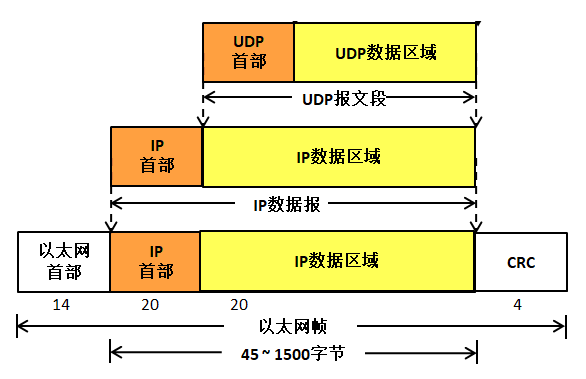 UDP
首部
UDP数据区域
UDP报文段
IP
首部
IP数据区域
IP数据报
以太网
首部
IP
首部
IP数据区域
CRC
14
20
20
4
以太网帧
45 ~ 1500字节